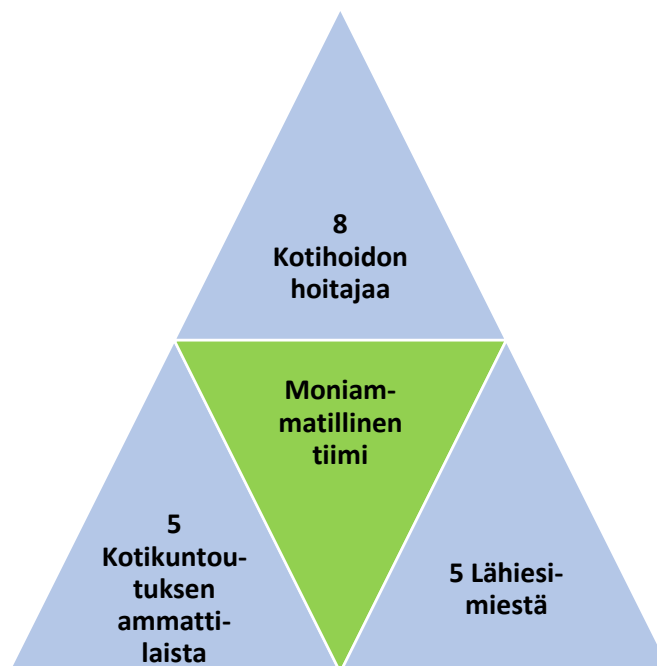 8
Kotihoidon
hoitajaa
Moniam-
matillinen
tiimi
5
Kotikuntou-
tuksen
ammatti-
laista
5 Lähiesi-
miestä